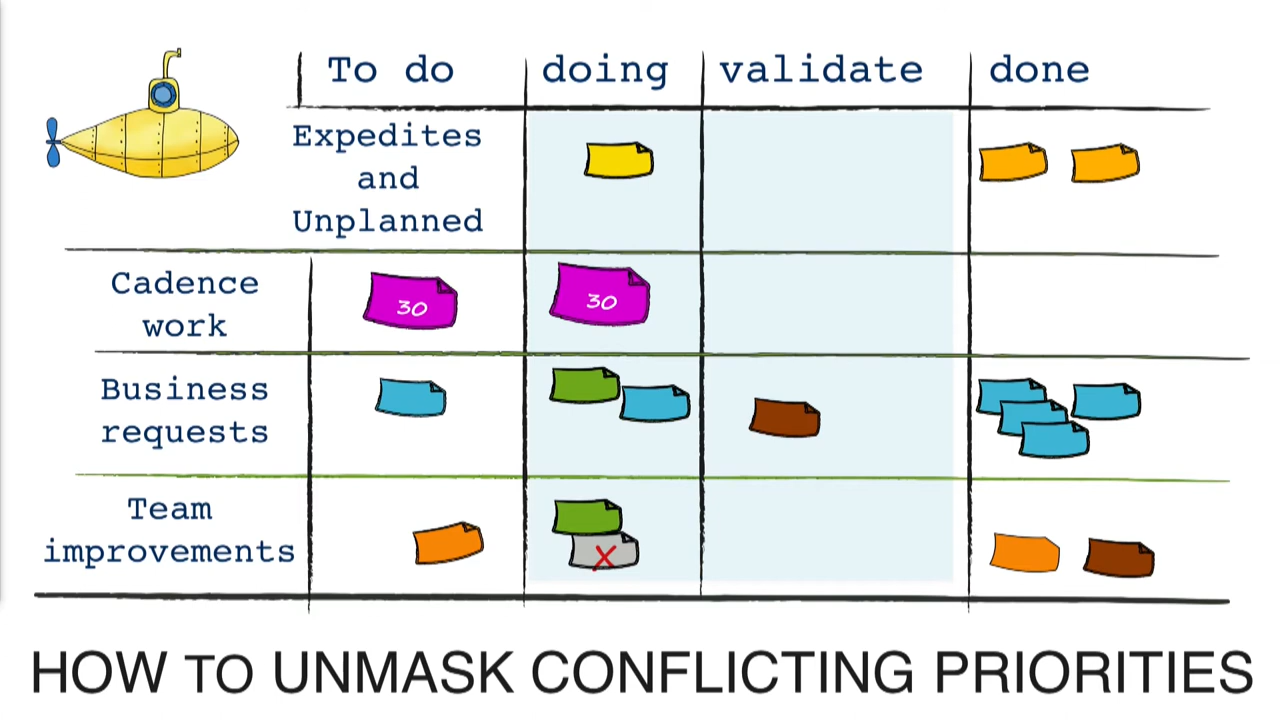 To do
doing
validate
done
Expedites
and
Unplanned
Cadence
work
30
30
Business
requests
Team
improvements
X
HOW TO UNMASK CONFLICTING PRIORITIES